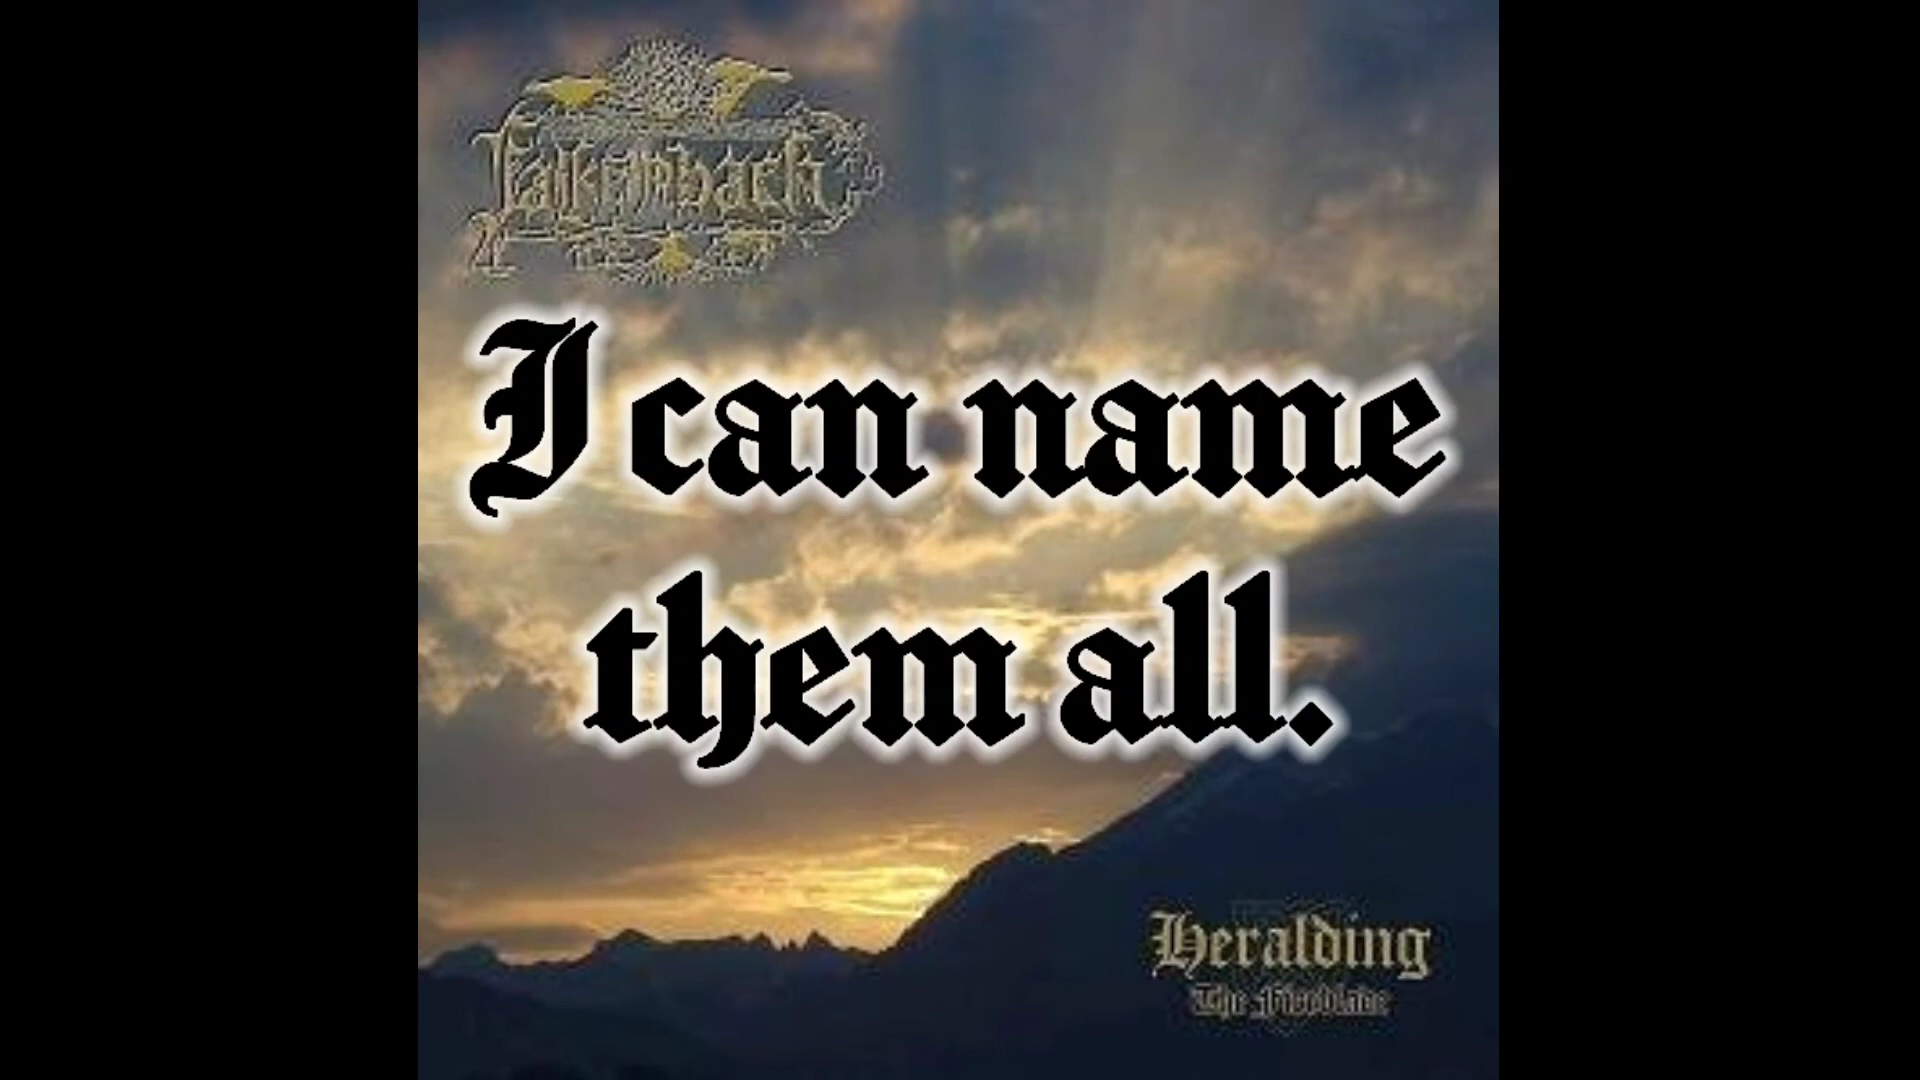 Falkenbach
I can name
them all.
Heralding
The Fireblade